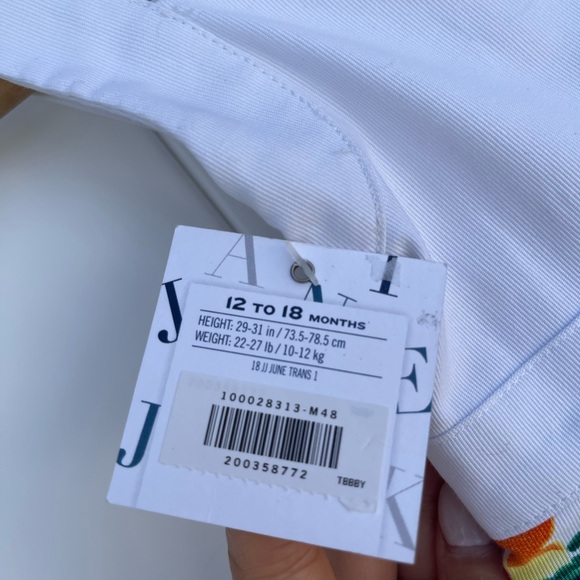 12 TO 18 MONTHS
HEIGHT: 29-31 in / 73.5-78.5 cm
WEIGHT: 22-27 lb / 10-12 kg
18 JJ JUNE TRANS 1
100028313-M48
200358772
TBBBY
J A N I E
J A C K